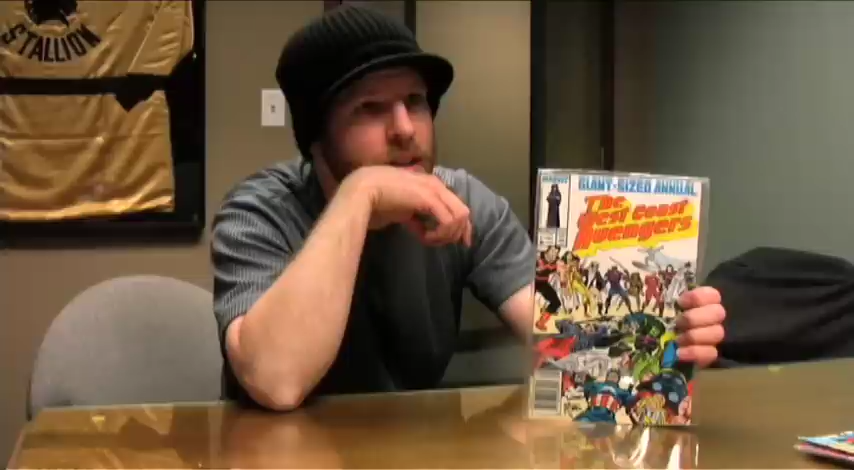 STALLION
MARVEL
GIANT-SIZED ANNUAL
The
West Coast
Avengers